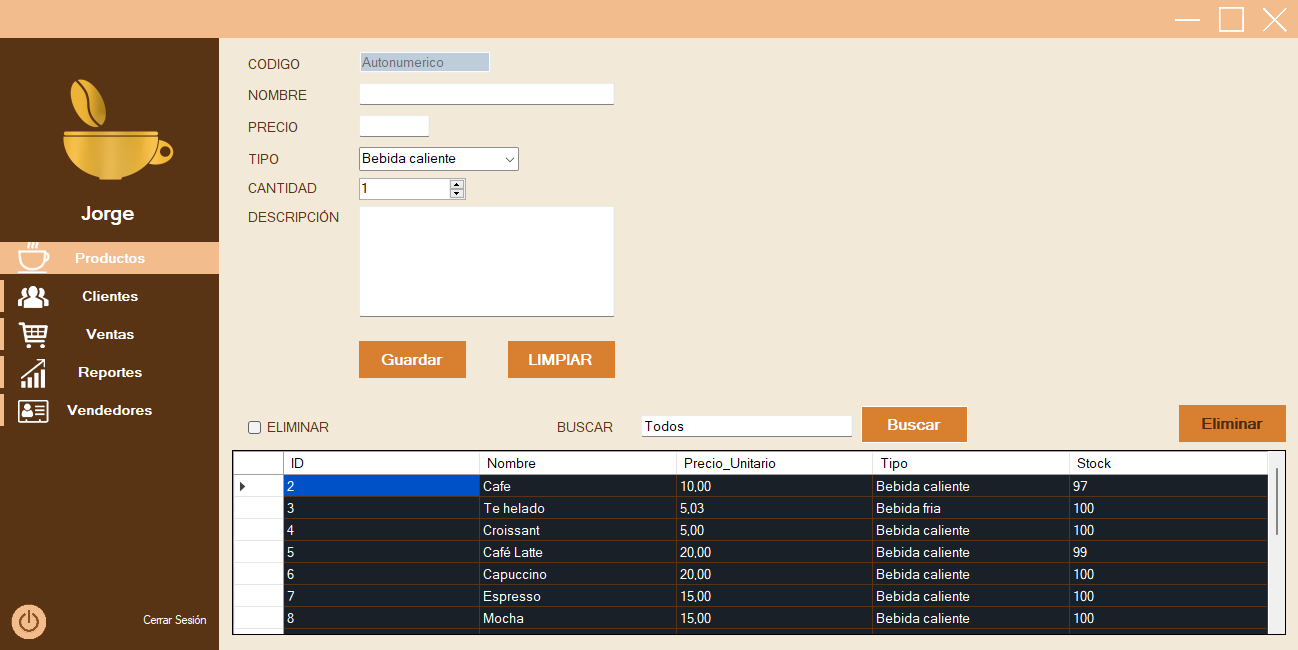 Jorge
Productos
Clientes
Ventas
Reportes
Vendedores
Cerrar Sesión
CODIGO Autonumerico
NOMBRE
PRECIO
TIPO Bebida caliente
CANTIDAD 1
DESCRIPCIÓN
Guardar LIMPIAR
ELIMINAR BUSCAR Todos Buscar Eliminar
ID Nombre Precio_Unitario Tipo Stock
2 Cafe 10,00 Bebida caliente 97
3 Te helado 5,03 Bebida fria 100
4 Croissant 5,00 Bebida caliente 100
5 Café Latte 20,00 Bebida caliente 99
6 Capuccino 20,00 Bebida caliente 100
7 Espresso 15,00 Bebida caliente 100
8 Mocha 15,00 Bebida caliente 100